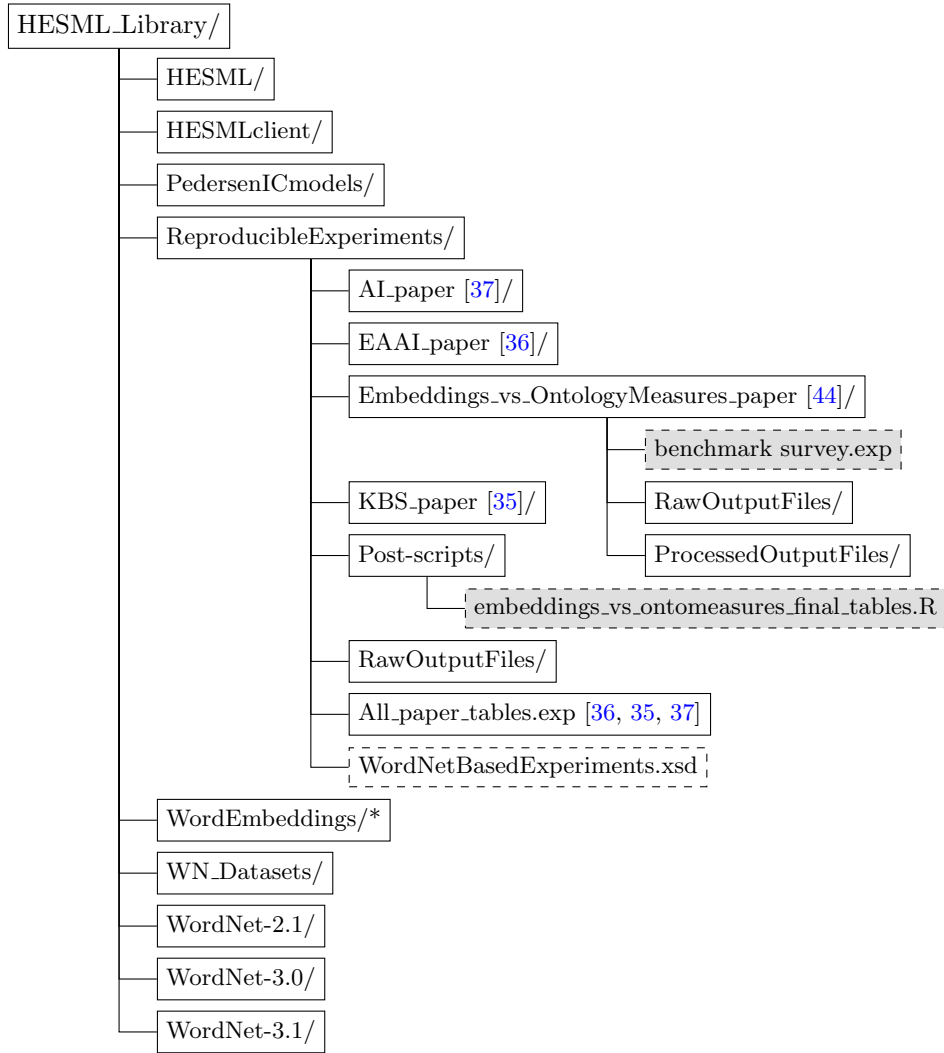 HESML_Library/
HESML/
HESMLclient/
PedersenICmodels/
ReproducibleExperiments/
AI_paper [37]/
EAAI_paper [36]/
Embeddings_vs_OntologyMeasures_paper [44]/
benchmark survey.exp
KBS_paper [35]/
RawOutputFiles/
Post-scripts/
ProcessedOutputFiles/
embeddings_vs_ontomeasures_final_tables.R
RawOutputFiles/
All_paper_tables.exp [36, 35, 37]
WordNetBasedExperiments.xsd
WordEmbeddings/*
WN_Datasets/
WordNet-2.1/
WordNet-3.0/
WordNet-3.1/